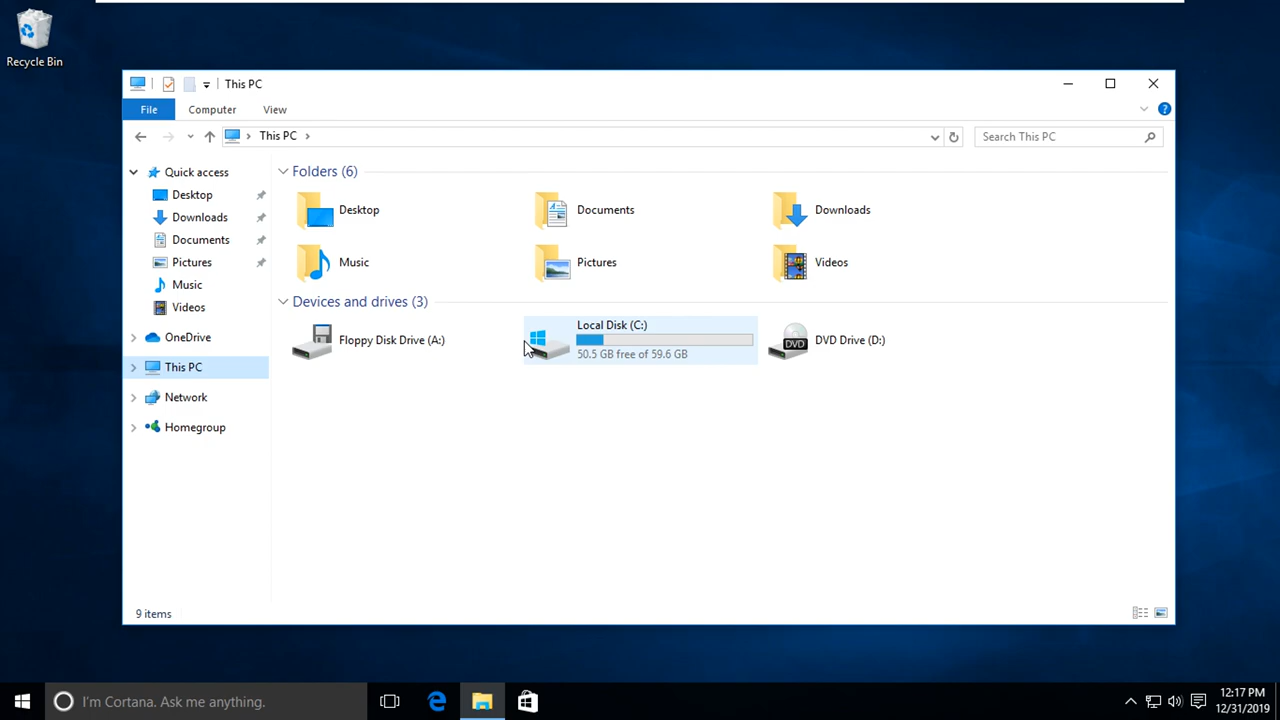 Recycle Bin
This PC
File
Computer
View
This PC
Search This PC
Quick access
Desktop
Downloads
Documents
Pictures
Music
Videos
OneDrive
This PC
Network
Homegroup
Folders (6)
Desktop
Documents
Downloads
Music
Pictures
Videos
Devices and drives (3)
Floppy Disk Drive (A:)
Local Disk (C:)
50.5 GB free of 59.6 GB
DVD
DVD Drive (D:)
9 items
I'm Cortana. Ask me anything.
12:17 PM
12/31/2019